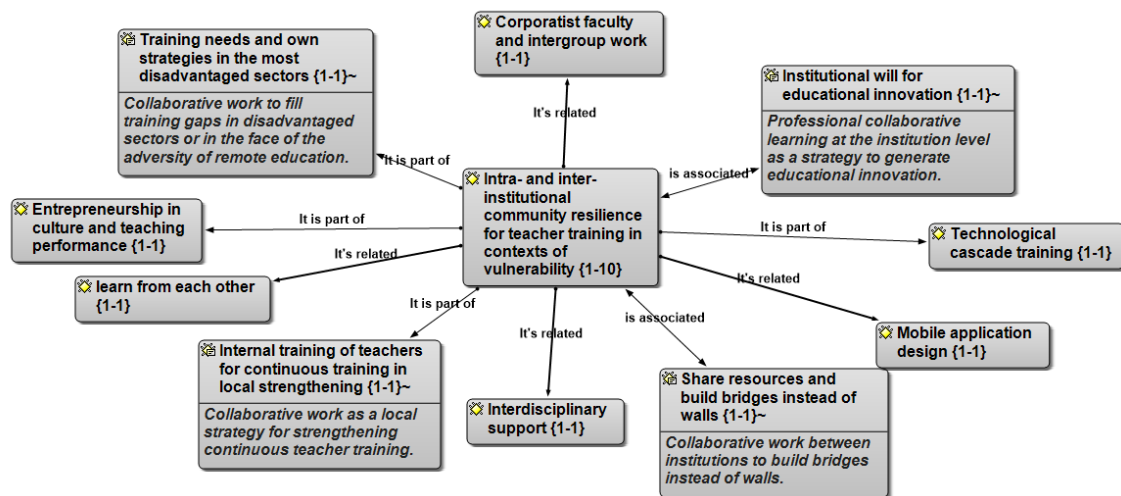 Corporatist faculty
and intergroup work
{1-1}
Training needs and own
strategies in the most
disadvantaged sectors {1-1}~
Collaborative work to fill
training gaps in disadvantaged
sectors or in the face of the
adversity of remote education.
Institutional will for
educational innovation {1-1}~
Professional collaborative
learning at the institution level
as a strategy to generate
educational innovation.
It's related
It is part of
is associated
Intra- and inter-
institutional
community resilience
for teacher training in
contexts of
vulnerability {1-10}
Entrepreneurship in
culture and teaching
performance {1-1}
It is part of
It is part of
Technological
cascade training {1-1}
It's related
learn from each other
{1-1}
It's related
Mobile application
design {1-1}
It is part of
It's related
is associated
Internal training of teachers
for continuous training in
local strengthening {1-1}~
Collaborative work as a local
strategy for strengthening
continuous teacher training.
Interdisciplinary
support {1-1}
Share resources and
build bridges instead of
walls {1-1}~
Collaborative work between
institutions to build bridges
instead of walls.